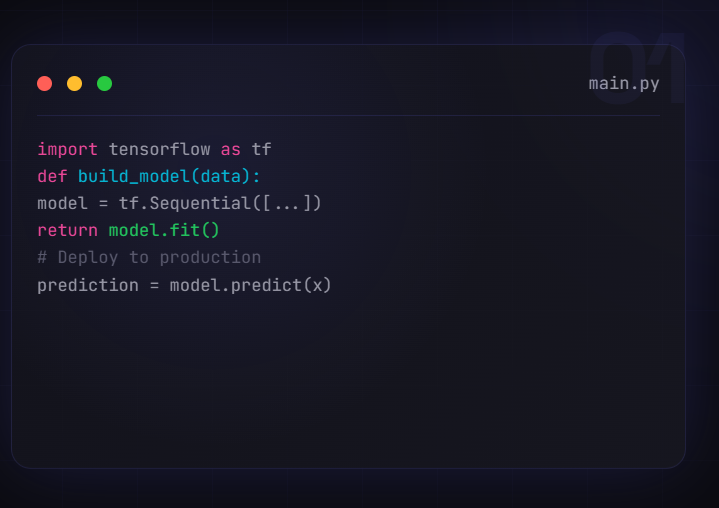 01
main.py
import tensorflow as tf
def build_model(data):
model = tf.Sequential([...])
return model.fit()
# Deploy to production
prediction = model.predict(x)